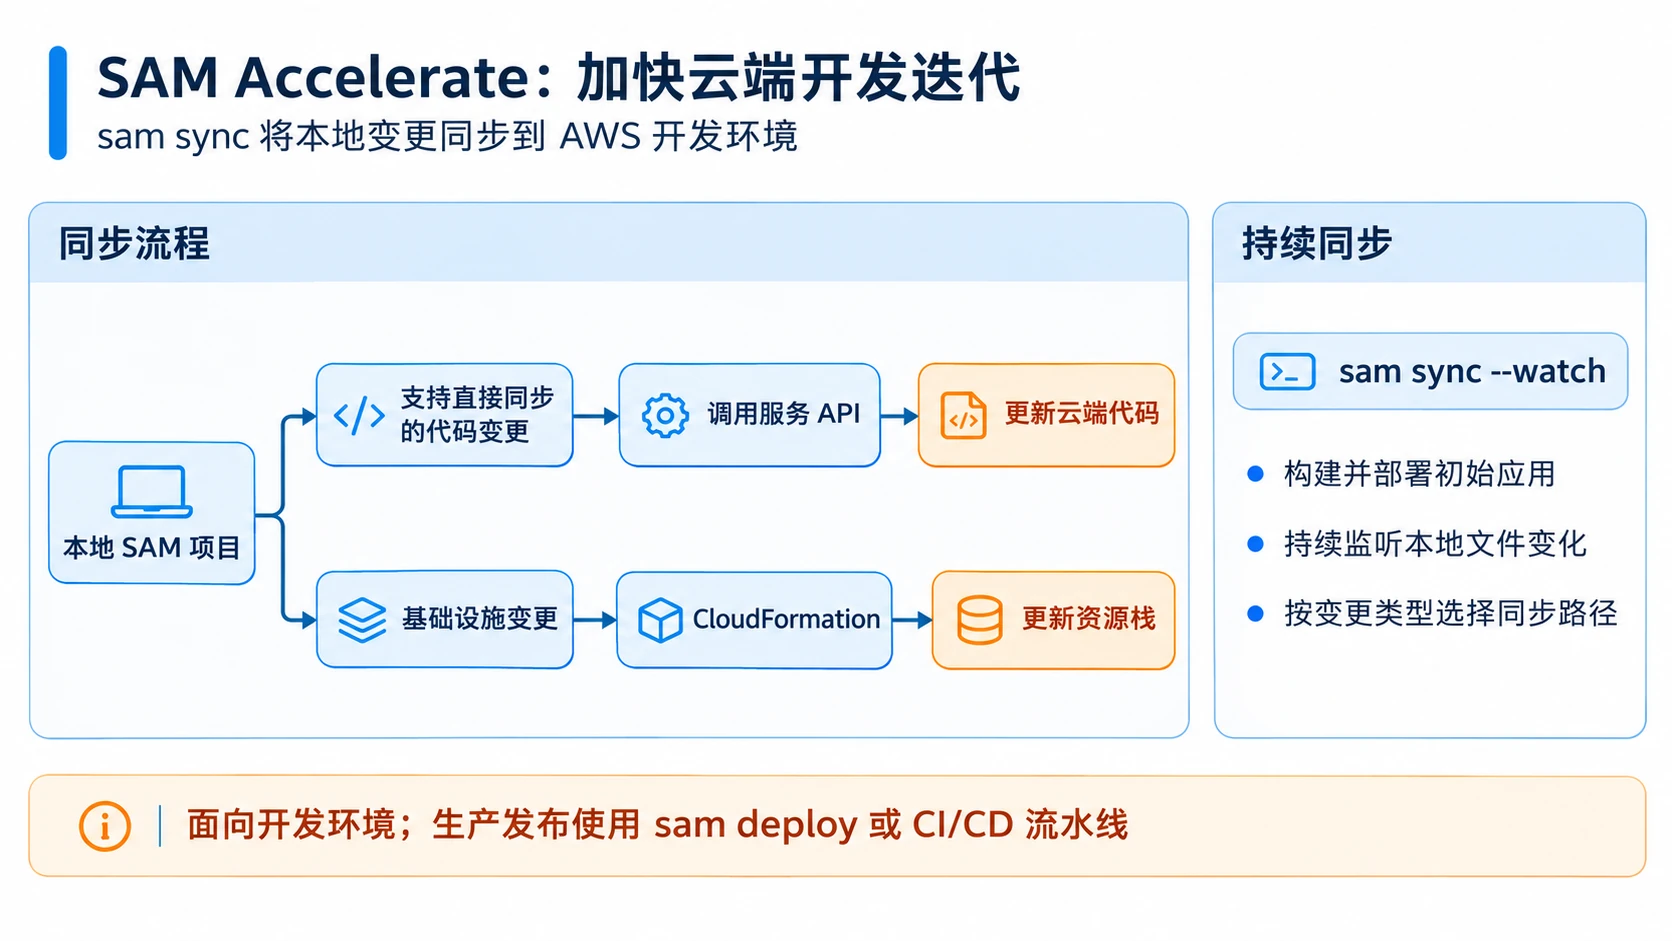 SAM Accelerate：加快云端开发迭代
sam sync 将本地变更同步到 AWS 开发环境
同步流程
本地 SAM 项目
支持直接同步
的代码变更
调用服务 API
更新云端代码
基础设施变更
CloudFormation
更新资源栈
持续同步
sam sync --watch
构建并部署初始应用
持续监听本地文件变化
按变更类型选择同步路径
面向开发环境；生产发布使用 sam deploy 或 CI/CD 流水线